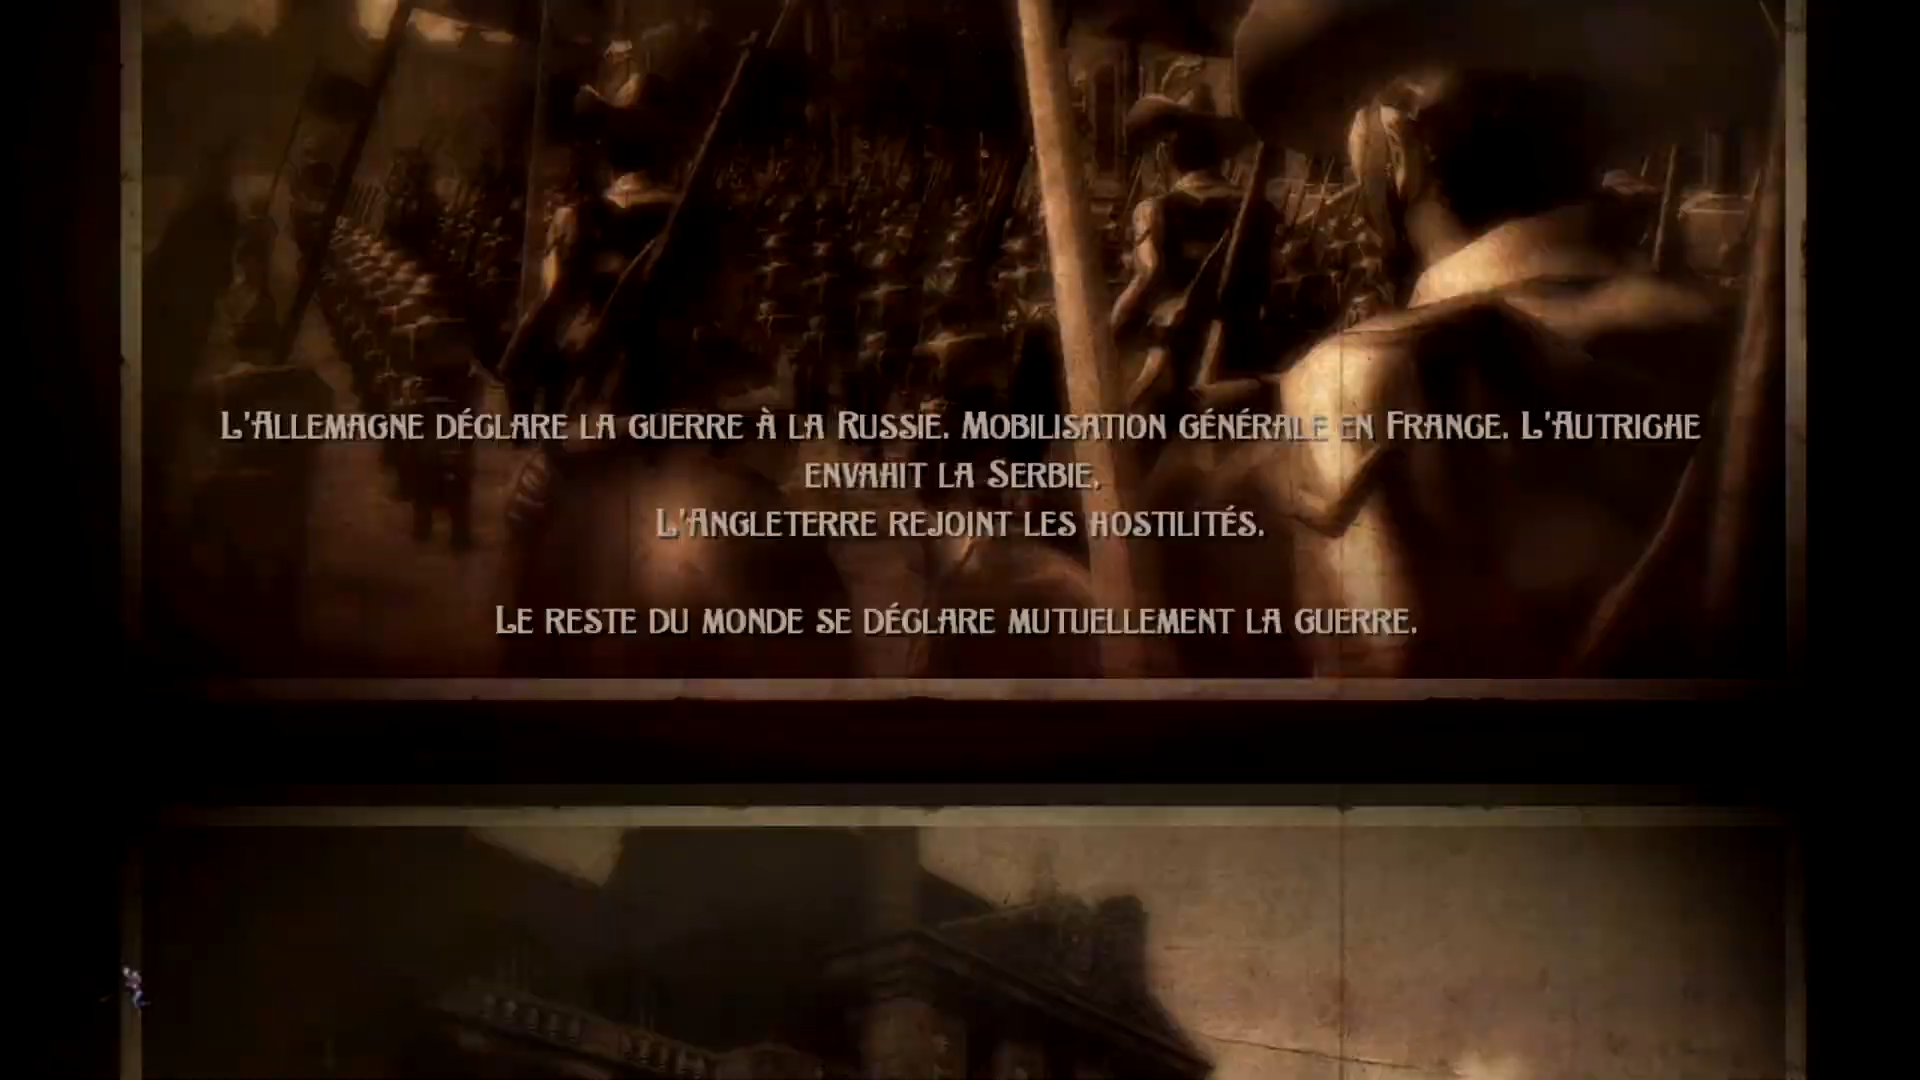 L'Allemagne déclare la guerre à la Russie. Mobilisation générale en France. L'Autriche
envahit la Serbie.
L'Angleterre rejoint les hostilités.
Le reste du monde se déclare mutuellement la guerre.